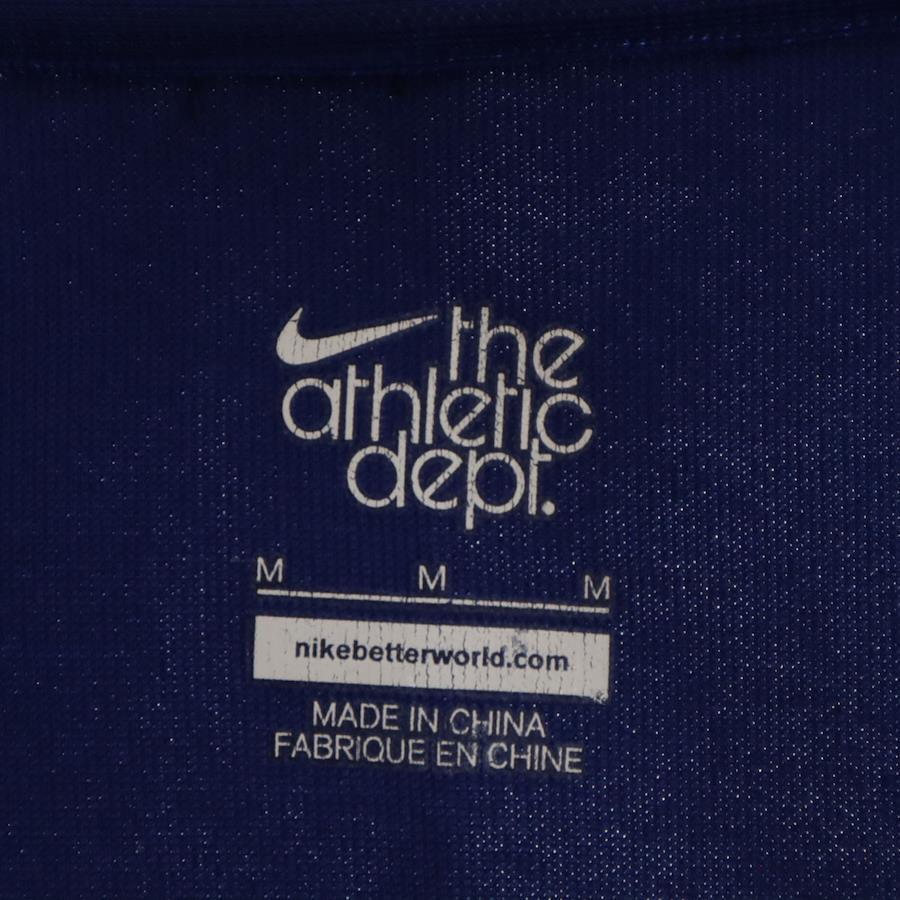 the
athletic
dept.
M M M
nikebetterworld.com
MADE IN CHINA
FABRIQUE EN CHINE